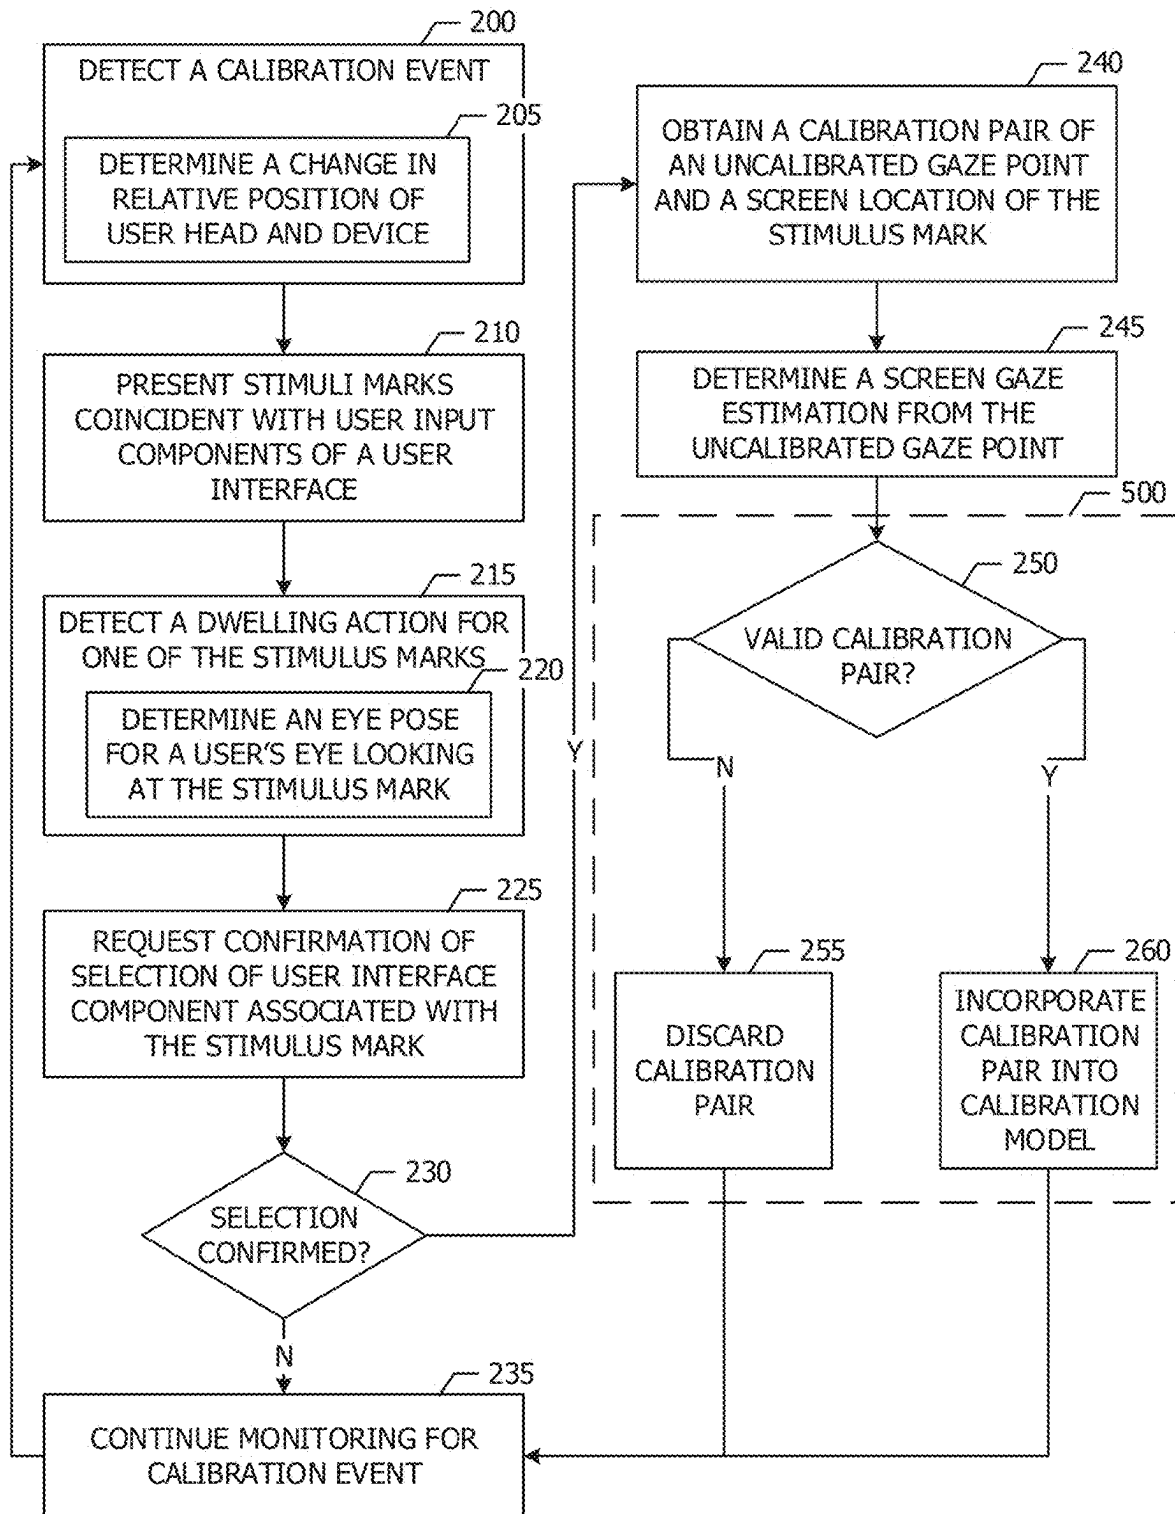 200
DETECT A CALIBRATION EVENT
205
DETERMINE A CHANGE IN
RELATIVE POSITION OF
USER HEAD AND DEVICE
210
PRESENT STIMULI MARKS
COINCIDENT WITH USER INPUT
COMPONENTS OF A USER
INTERFACE
215
DETECT A DWELLING ACTION FOR
ONE OF THE STIMULUS MARKS
220
DETERMINE AN EYE POSE
FOR A USER'S EYE LOOKING
AT THE STIMULUS MARK
225
REQUEST CONFIRMATION OF
SELECTION OF USER INTERFACE
COMPONENT ASSOCIATED WITH
THE STIMULUS MARK
230
SELECTION
CONFIRMED?
Y
N
235
CONTINUE MONITORING FOR
CALIBRATION EVENT
240
OBTAIN A CALIBRATION PAIR OF
AN UNCALIBRATED GAZE POINT
AND A SCREEN LOCATION OF THE
STIMULUS MARK
245
DETERMINE A SCREEN GAZE
ESTIMATION FROM THE
UNCALIBRATED GAZE POINT
500
250
VALID CALIBRATION
PAIR?
N
Y
255
DISCARD
CALIBRATION
PAIR
260
INCORPORATE
CALIBRATION
PAIR INTO
CALIBRATION
MODEL